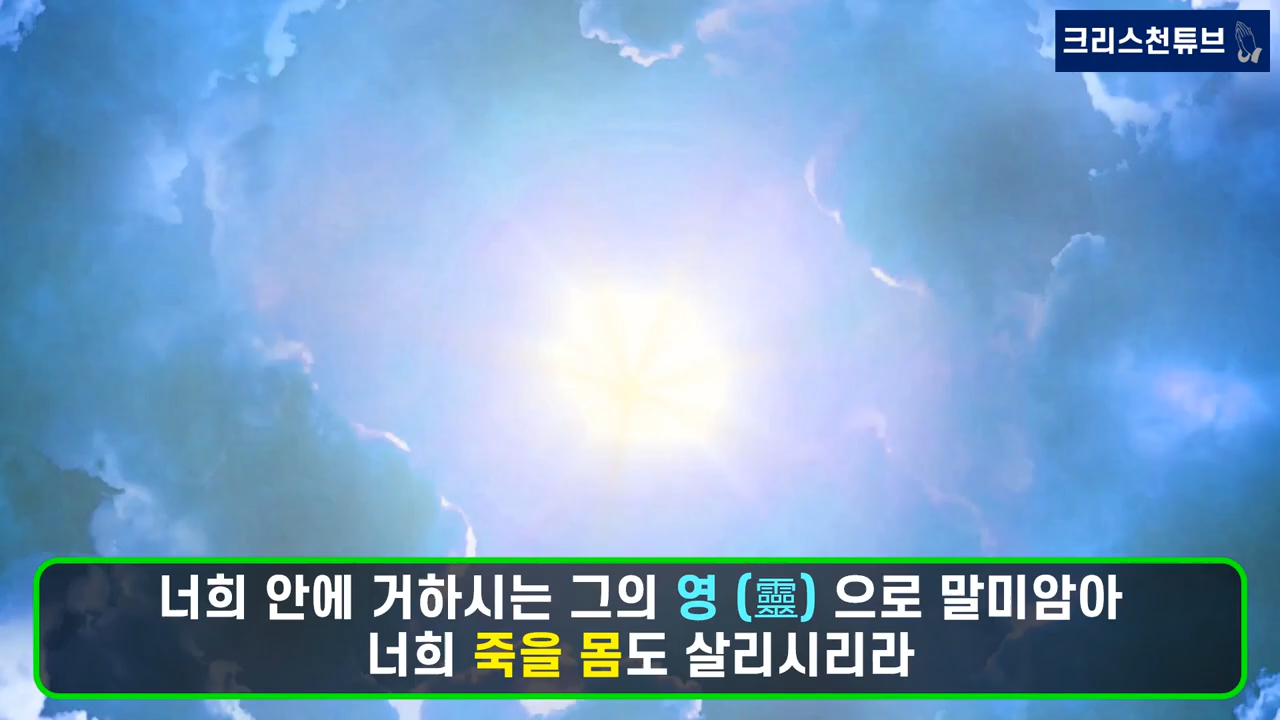 크리스천튜브
너희 안에 거하시는 그의 영 (靈) 으로 말미암아
너희 죽을 몸도 살리시리라